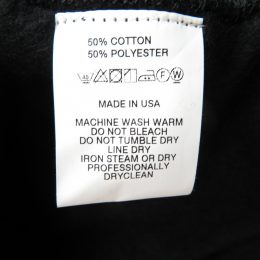 50% COTTON
50% POLYESTER
MADE IN USA
MACHINE WASH WARM
DO NOT BLEACH
DO NOT TUMBLE DRY
LINE DRY
IRON STEAM OR DRY
PROFESSIONALLY
DRYCLEAN